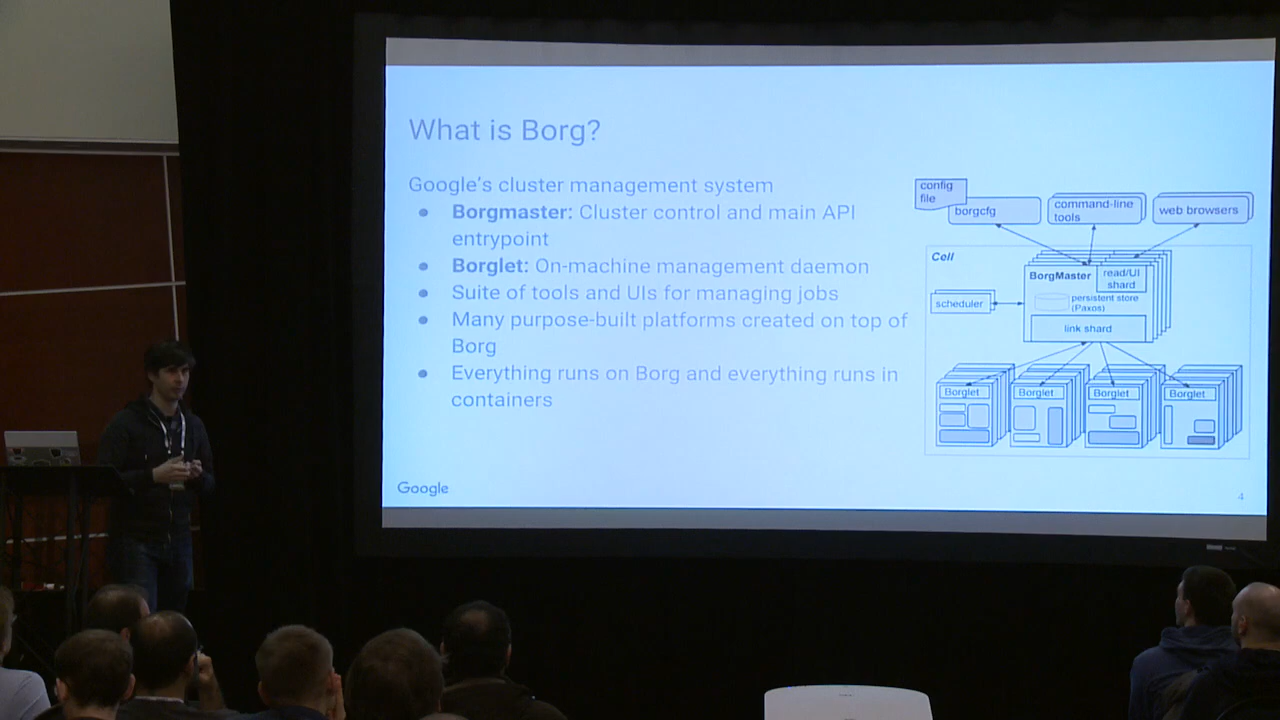 What is Borg?
Google's cluster management system
● Borgmaster: Cluster control and main API
entrypoint
● Borglet: On-machine management daemon
● Suite of tools and UIs for managing jobs
● Many purpose-built platforms created on top of
Borg
● Everything runs on Borg and everything runs in
containers
config
file
borgcfg
command-line
tools
web browsers
Cell
BorgMaster
read/UI
shard
persistent store
(Paxos)
scheduler
link shard
Borglet
Borglet
Borglet
Borglet
Google
4